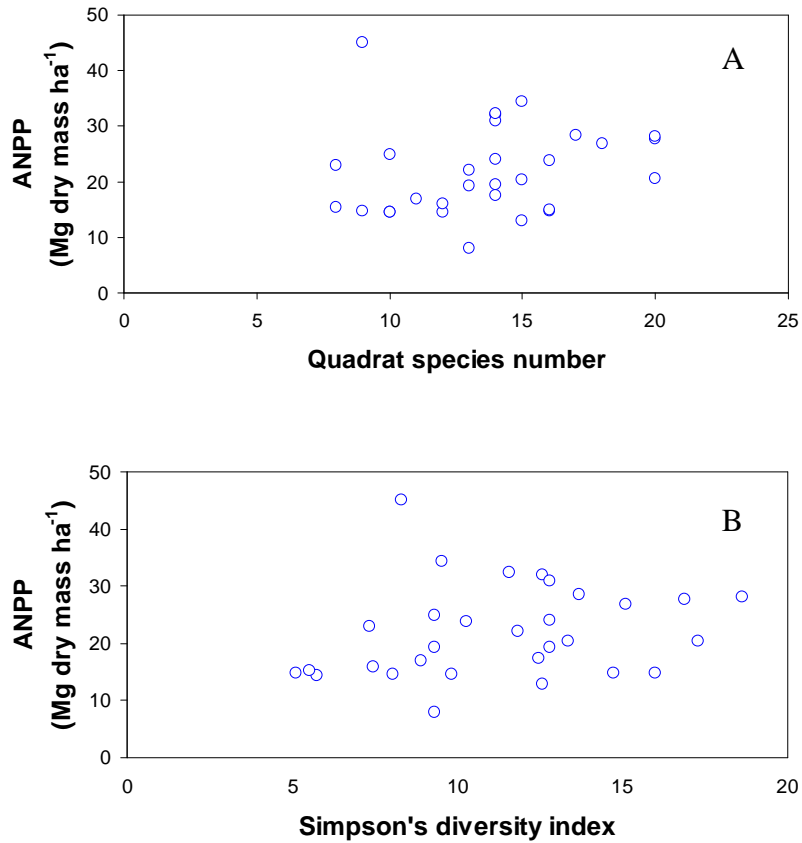 50
40
30
20
10
0
ANPP
(Mg dry mass ha-1)
A
0 5 10 15 20 25
Quadrat species number
50
40
30
20
10
0
ANPP
(Mg dry mass ha-1)
B
0 5 10 15 20
Simpson's diversity index